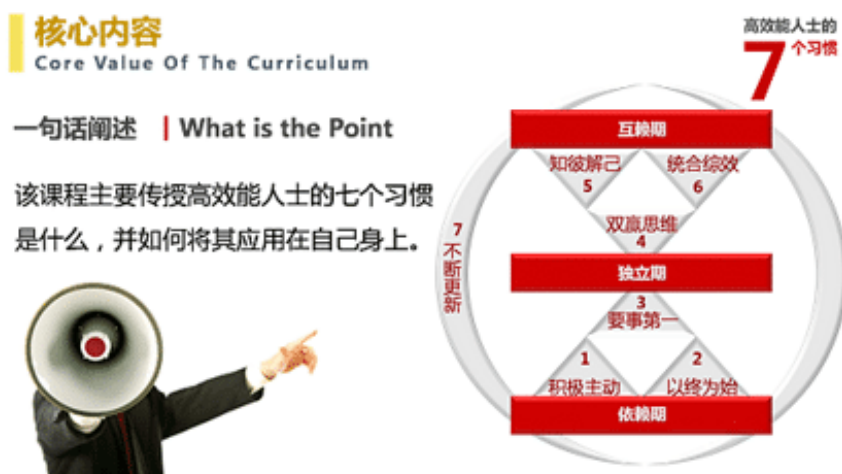 核心内容
Core Value Of The Curriculum
高效能人士的
7个习惯
一句话阐述 | What is the Point
该课程主要传授高效能人士的七个习惯
是什么，并如何将其应用在自己身上。
互赖期
知彼解己
5
统合综效
6
双赢思维
4
7
不断更新
独立期
3
要事第一
1
积极主动
2
以终为始
依赖期